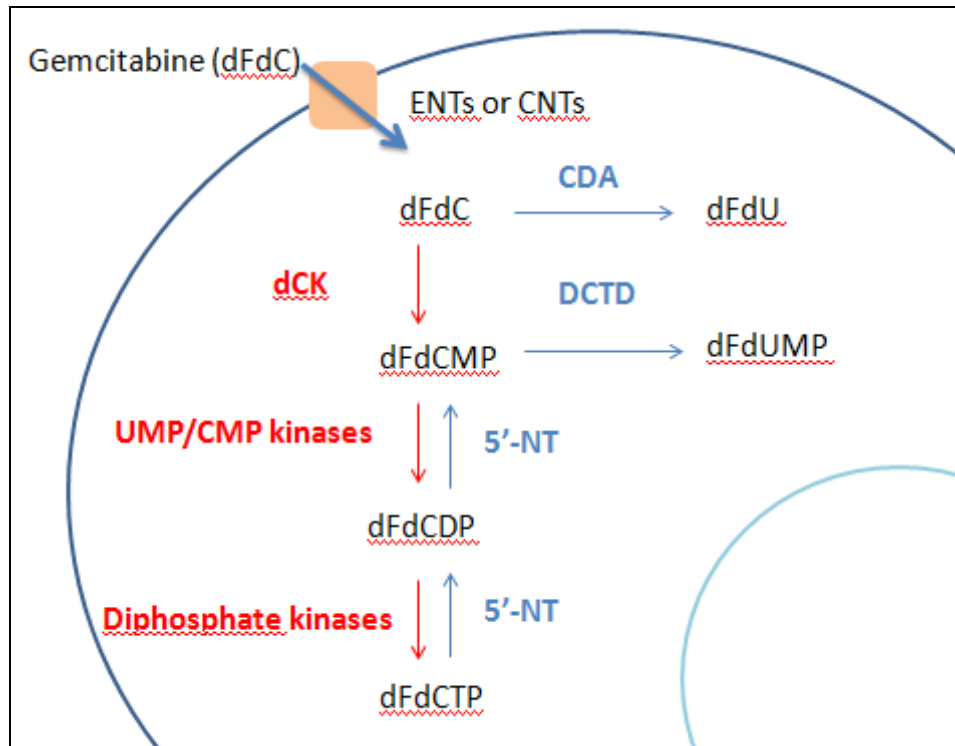 Gemcitabine (dFdC)
ENTs or CNTs
CDA
dFdC
dFdU
dCK
DCTD
dFdCMP
dFdUMP
UMP/CMP kinases
5’-NT
dFdCDP
Diphosphate kinases
5’-NT
dFdCTP